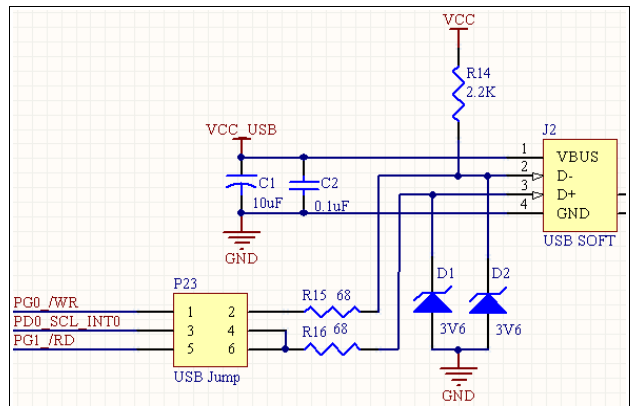 VCC
R14
2.2K
J2
VCC_USB
1 VBUS
2 D-
3 D+
4 GND
USB SOFT
C1
10uF
C2
0.1uF
GND
P23
PG0_/WR 1 2 R15 68
PD0_SCL_INT0 3 4
PG1_/RD 5 6 R16 68
USB Jump
D1
3V6
D2
3V6
GND